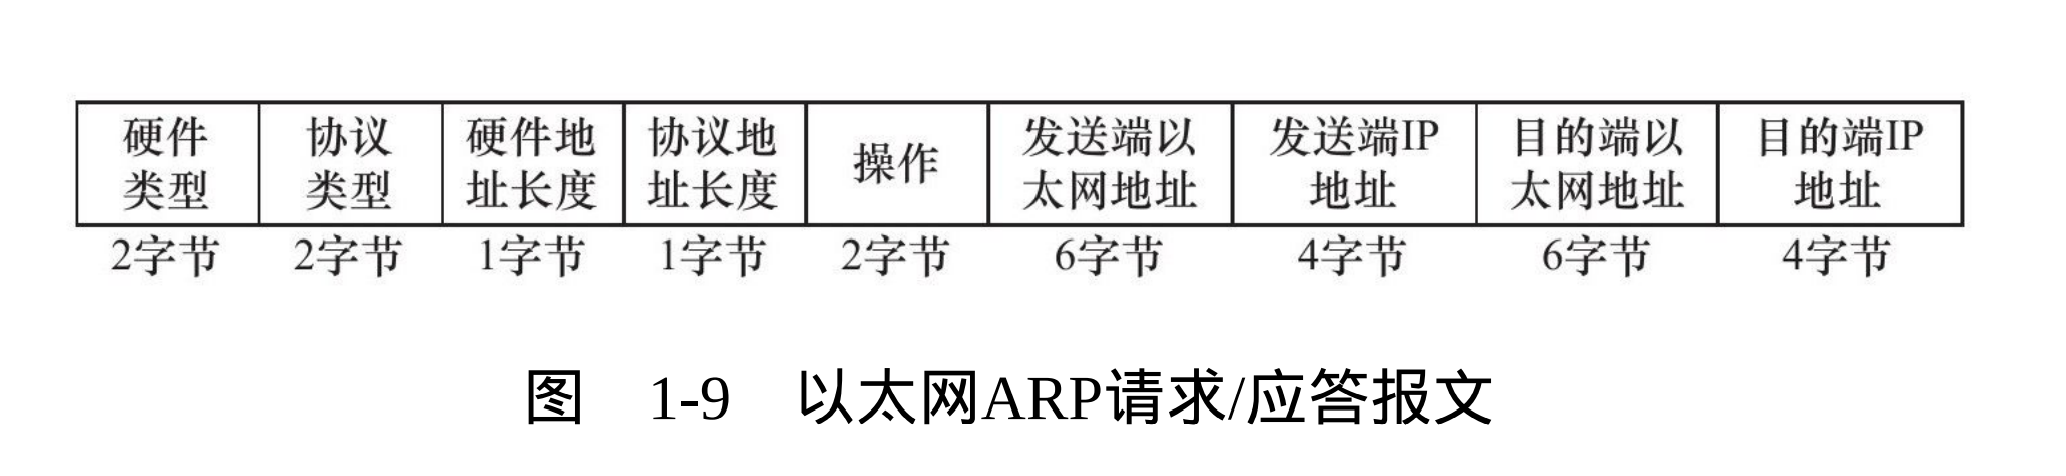 硬件
类型
协议
类型
硬件地
址长度
协议地
址长度
操作
发送端以
太网地址
发送端IP
地址
目的端以
太网地址
目的端IP
地址
2字节
2字节
1字节
1字节
2字节
6字节
4字节
6字节
4字节
图 1-9 以太网ARP请求/应答报文